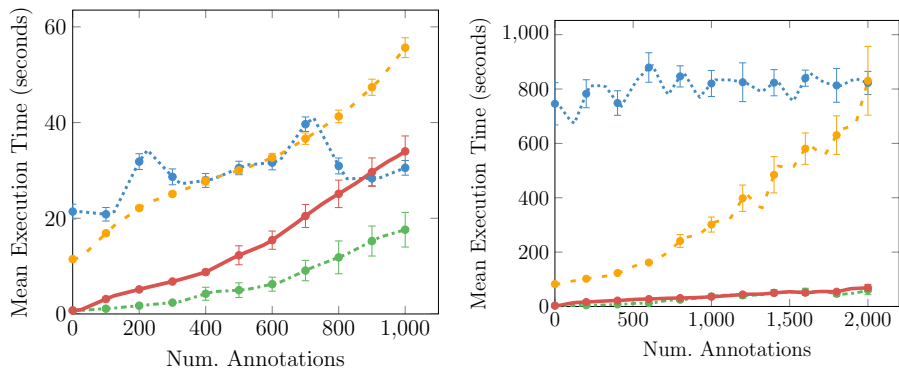 Mean Execution Time (seconds)
60
40
20
0
0 200 400 600 800 1,000
Num. Annotations
Mean Execution Time (seconds)
1,000
800
600
400
200
0
0 500 1,000 1,500 2,000
Num. Annotations